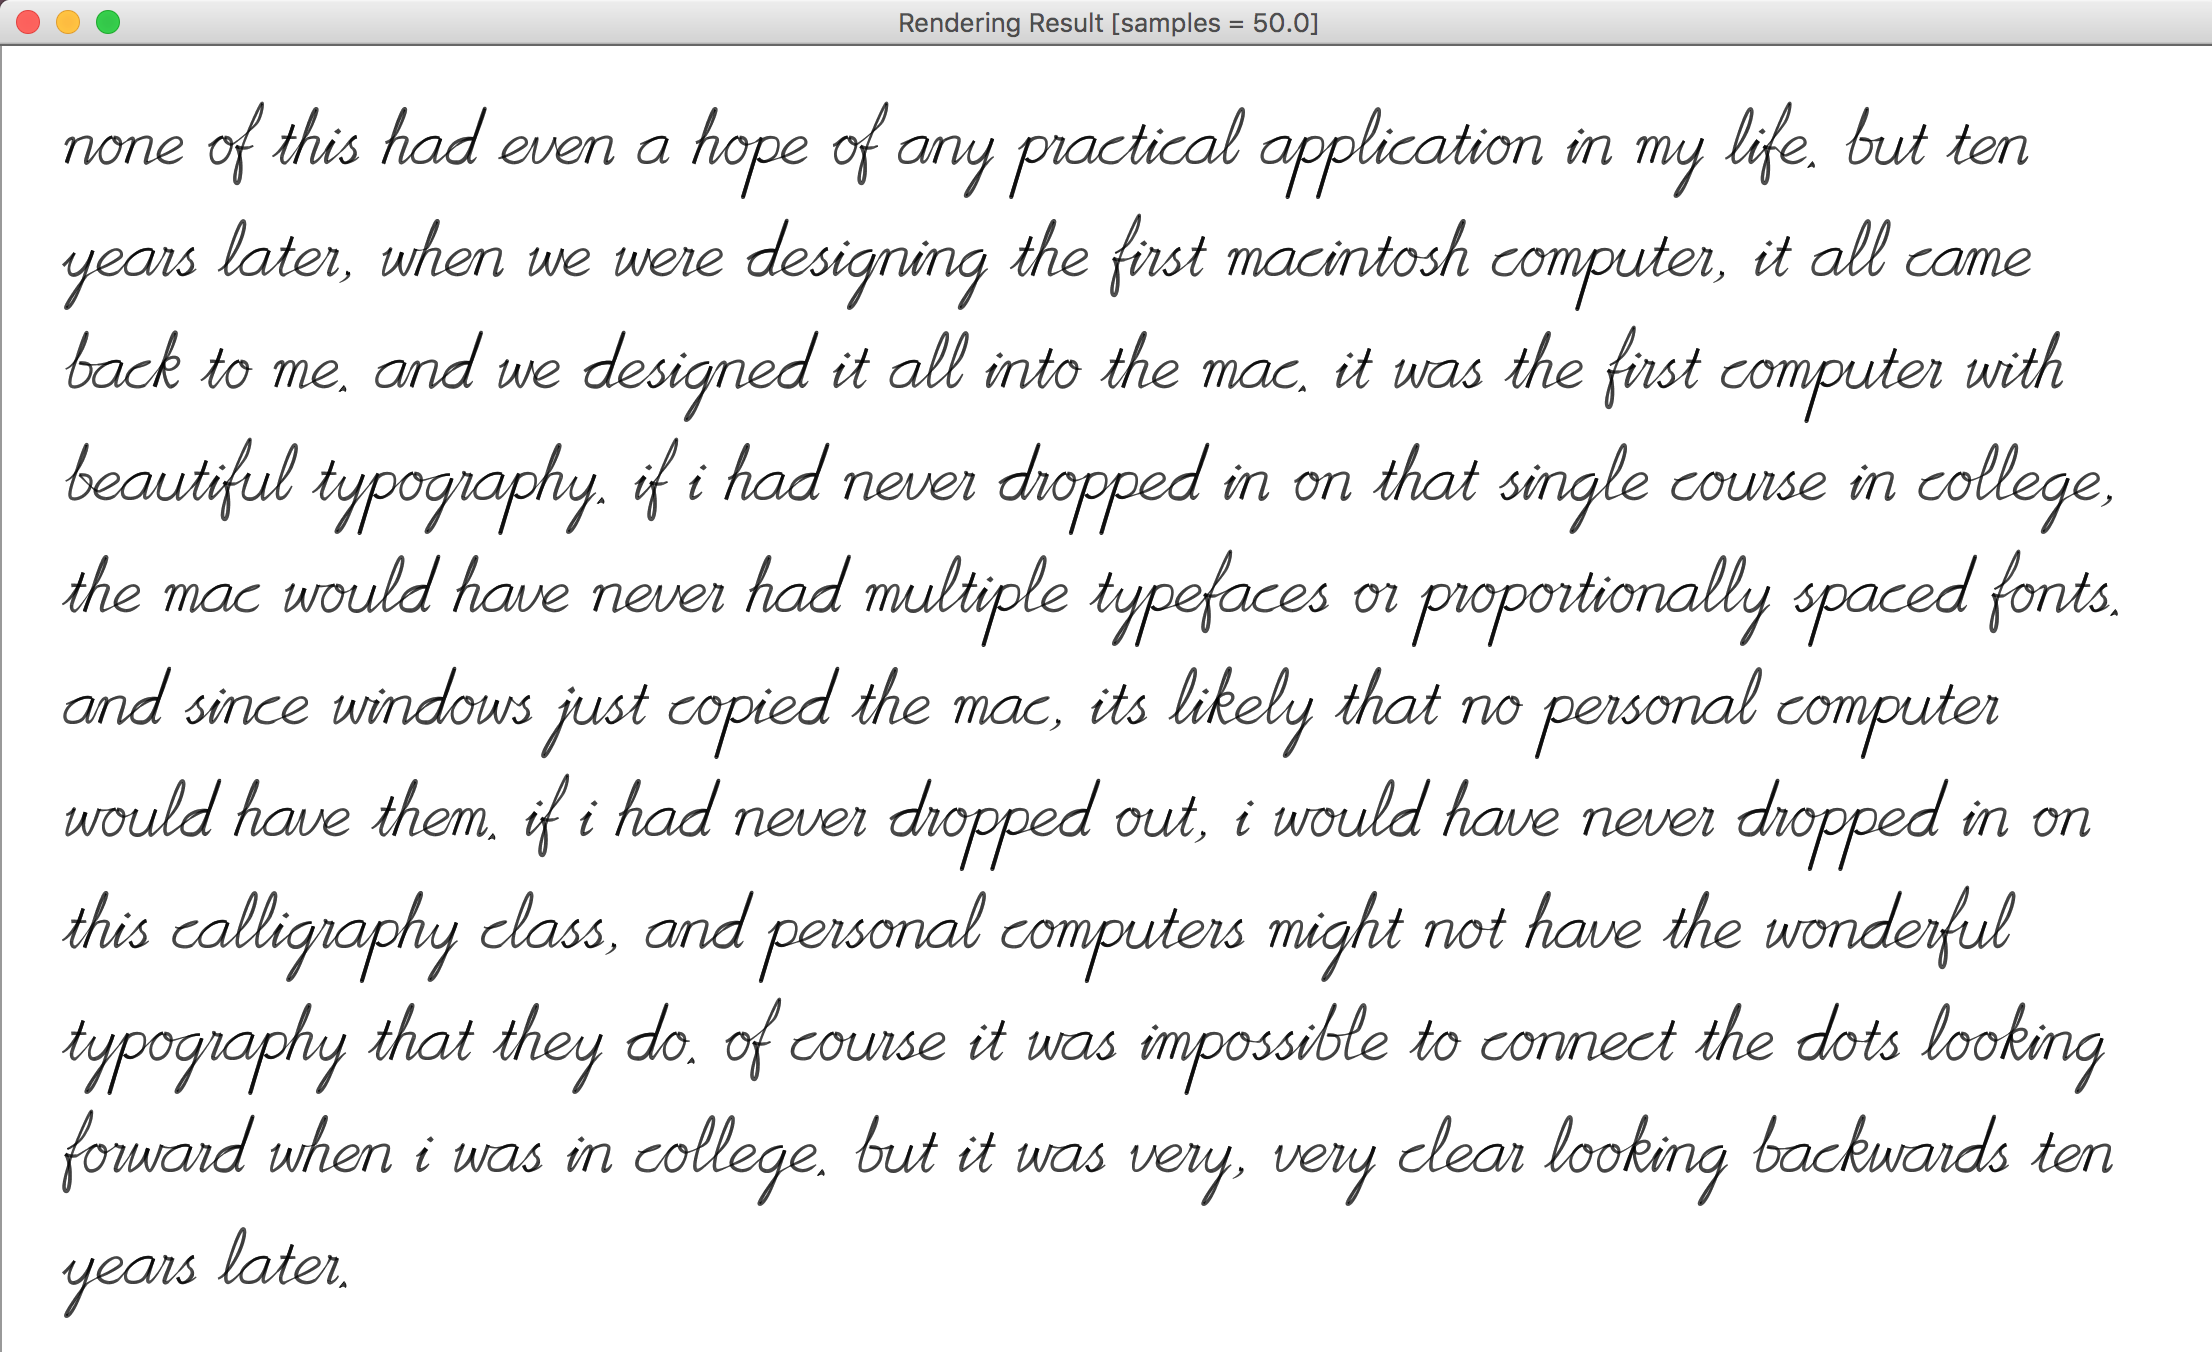 Rendering Result [samples = 50.0]
none of this had even a hope of any practical application in my life. but ten
years later, when we were designing the first macintosh computer, it all came
back to me. and we designed it all into the mac. it was the first computer with
beautiful typography. if i had never dropped in on that single course in college,
the mac would have never had multiple typefaces or proportionally spaced fonts.
and since windows just copied the mac, its likely that no personal computer
would have them. if i had never dropped out, i would have never dropped in on
this calligraphy class, and personal computers might not have the wonderful
typography that they do. of course it was impossible to connect the dots looking
forward when i was in college. but it was very, very clear looking backwards ten
years later.